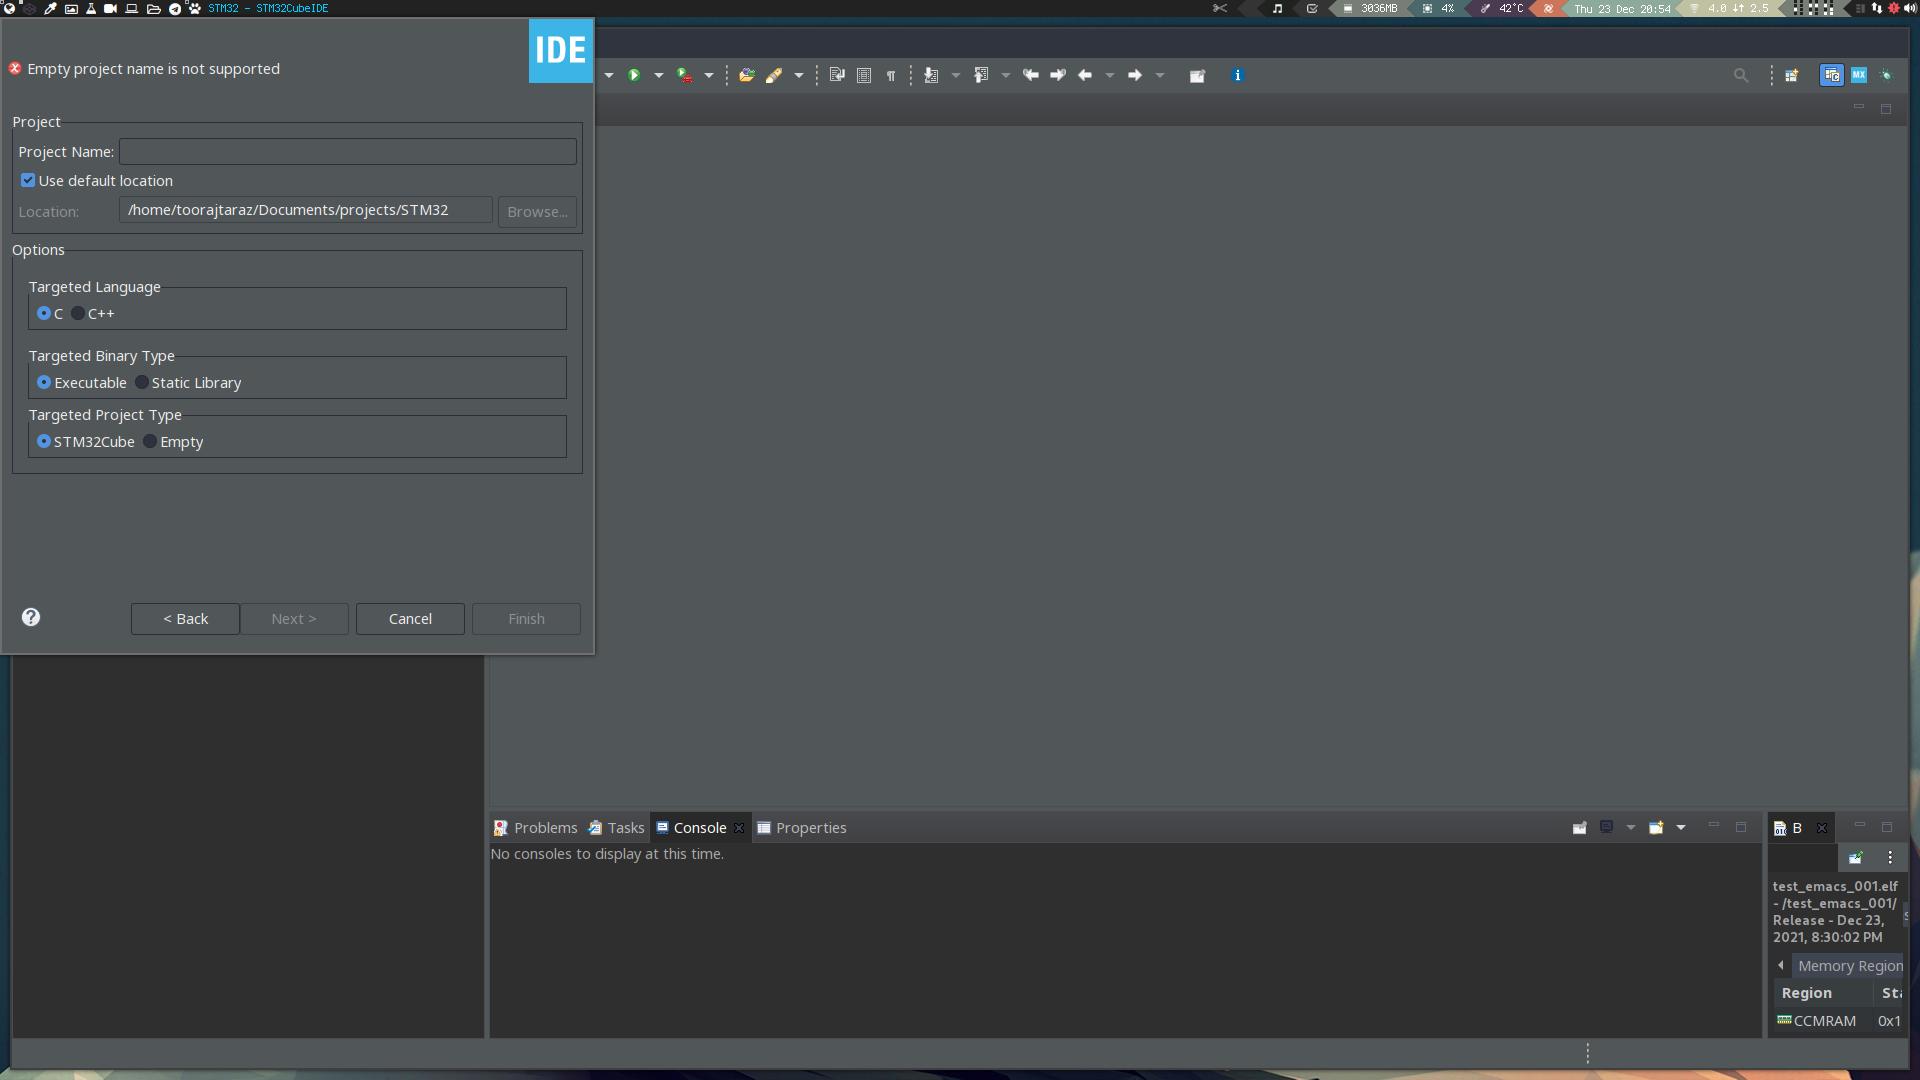 STM32 - STM32CubeIDE
3036MB
4%
42°C
Thu 23 Dec 20:54
4.0 ↓↑ 2.5
IDE
Empty project name is not supported
Project
Project Name:
Use default location
Location:
/home/toorajtaraz/Documents/projects/STM32
Browse...
Options
Targeted Language
C
C++
Targeted Binary Type
Executable
Static Library
Targeted Project Type
STM32Cube
Empty
< Back
Next >
Cancel
Finish
MX
Problems
Tasks
Console
Properties
No consoles to display at this time.
B
test_emacs_001.elf
- /test_emacs_001/
Release - Dec 23,
2021, 8:30:02 PM
Memory Region
Region
Sta
CCMRAM
0x1